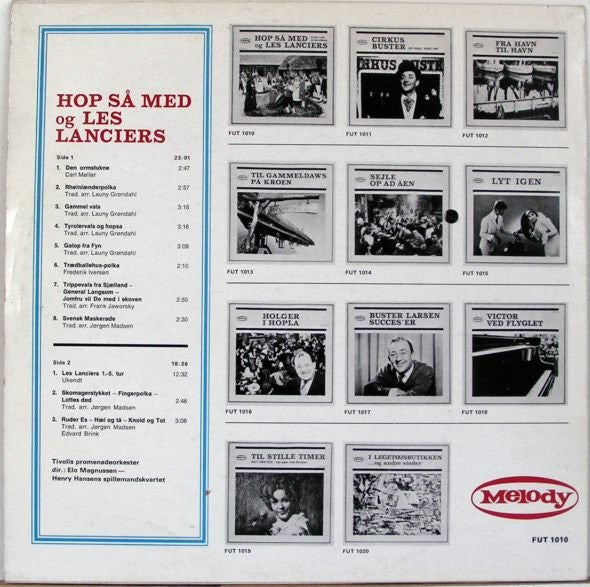 HOP SÅ MED
og LES
LANCIERS
Side 1 23:01
1. Den ormstukne 2:47
Carl Møller
2. Rheinlænderpolka 2:57
Trad. arr. Launy Grøndahl
3. Gammel vals 3:18
Trad. arr. Launy Grøndahl
4. Tyrolervals og hopsa 3:16
Trad. arr. Launy Grøndahl
5. Galop fra Fyn 3:08
Trad. arr. Launy Grøndahl
6. Trædballehus-polka 2:10
Frederik Iversen
7. Trippevals fra Sjælland –
General Langsom –
Jomfru vil De med i skoven 2:55
Trad. arr. Frank Jaworsky
8. Svensk Maskerade 2:30
Trad. arr. Jørgen Madsen
Side 2 18:26
1. Les Lanciers 1.-5. tur 12:32
Ukendt
2. Skomagerstykket – Fingerpolka –
Lottes død 2:46
Trad. arr. Jørgen Madsen
3. Ruder Es – Hæl og tå – Knold og Tot 3:08
Trad. arr. Jørgen Madsen
Edvard Brink
Tivolis promenadeorkester
dir.: Elo Magnussen —
Henry Hansens spillemandskvartet
HOP SÅ MED
og LES LANCIERS
FUT 1010
CIRKUS
BUSTER
RKUS BUSTE
FUT 1011
FRA HAVN
TIL HAVN
FUT 1012
TIL GAMMELDAWS
PÅ KROEN
FUT 1013
SEJLE
OP AD ÅEN
FUT 1014
LYT IGEN
FUT 1015
HOLGER
I HOPLA
FUT 1016
BUSTER LARSEN
SUCCES'ER
FUT 1017
VICTOR
VED FLYGLET
FUT 1018
TIL STILLE TIMER
FUT 1019
I LEGETØJSBUTIKKEN
...og andre steder
FUT 1020
Melody
FUT 1010